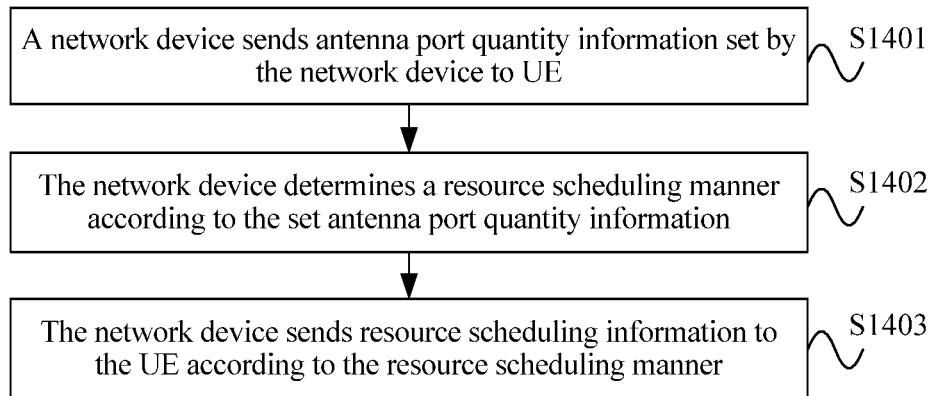 A network device sends antenna port quantity information set by
the network device to UE
S1401
The network device determines a resource scheduling manner
according to the set antenna port quantity information
S1402
The network device sends resource scheduling information to
the UE according to the resource scheduling manner
S1403